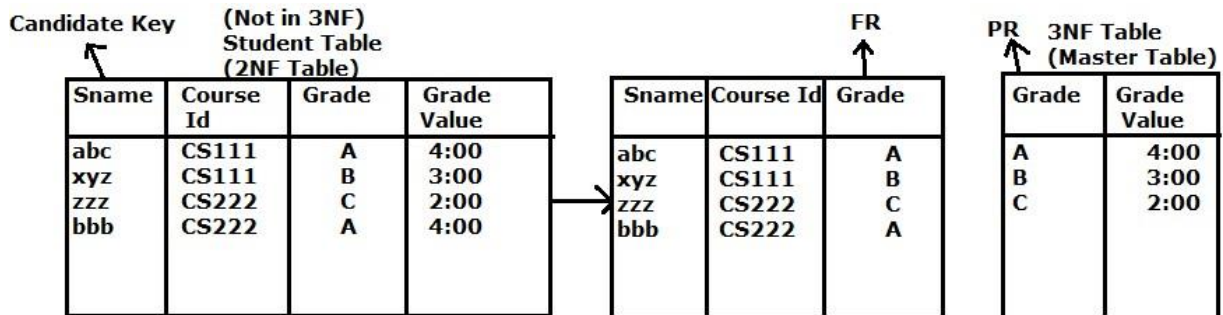 Candidate Key
(Not in 3NF)
Student Table
(2NF Table)
FR
PR
3NF Table
(Master Table)
Sname Course Id Grade Grade Value
abc CS111 A 4:00
xyz CS111 B 3:00
zzz CS222 C 2:00
bbb CS222 A 4:00
Sname Course Id Grade
abc CS111 A
xyz CS111 B
zzz CS222 C
bbb CS222 A
Grade Grade Value
A 4:00
B 3:00
C 2:00